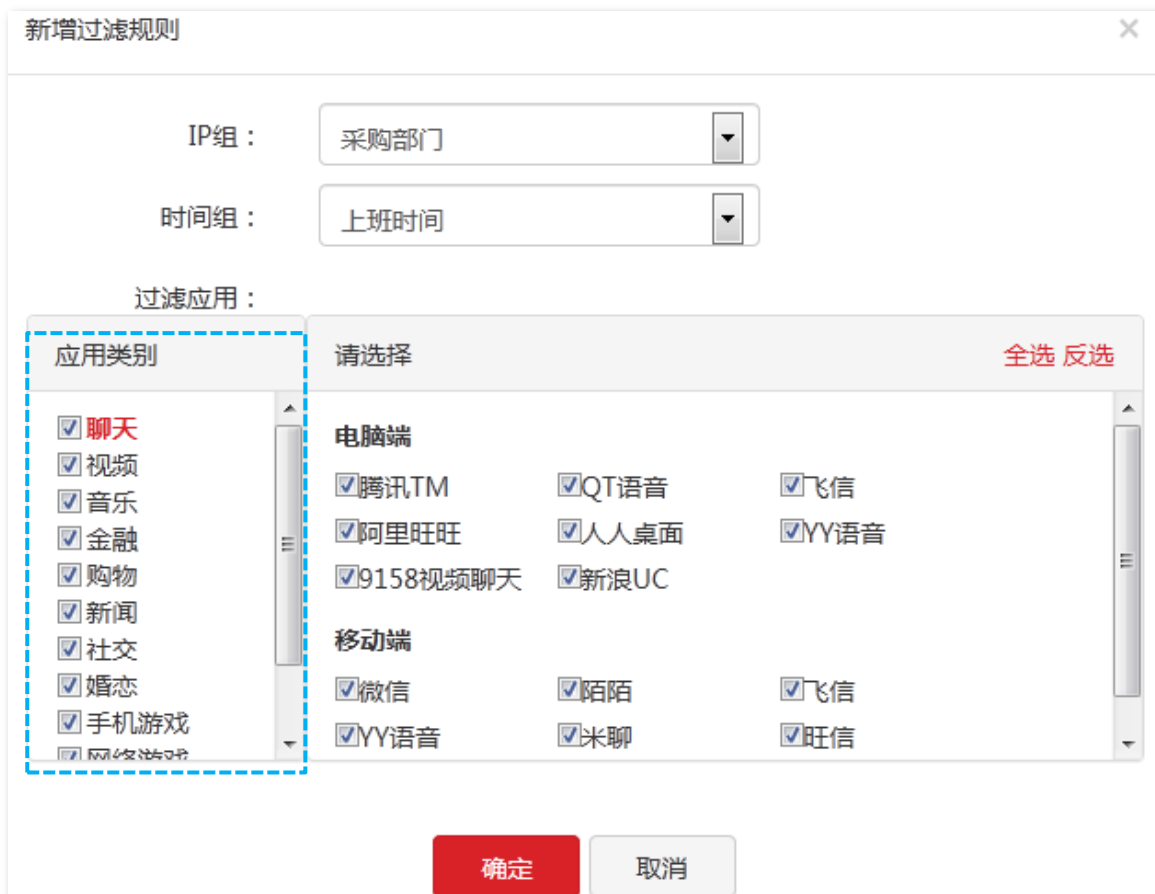 新增过滤规则
IP组：
采购部门
时间组：
上班时间
过滤应用：
应用类别
聊天
视频
音乐
金融
购物
新闻
社交
婚恋
手机游戏
网络游戏
请选择
全选 反选
电脑端
腾讯TM QT语音 飞信
阿里旺旺 人人桌面 YY语音
9158视频聊天 新浪UC
移动端
微信 陌陌 飞信
YY语音 米聊 旺信
确定 取消